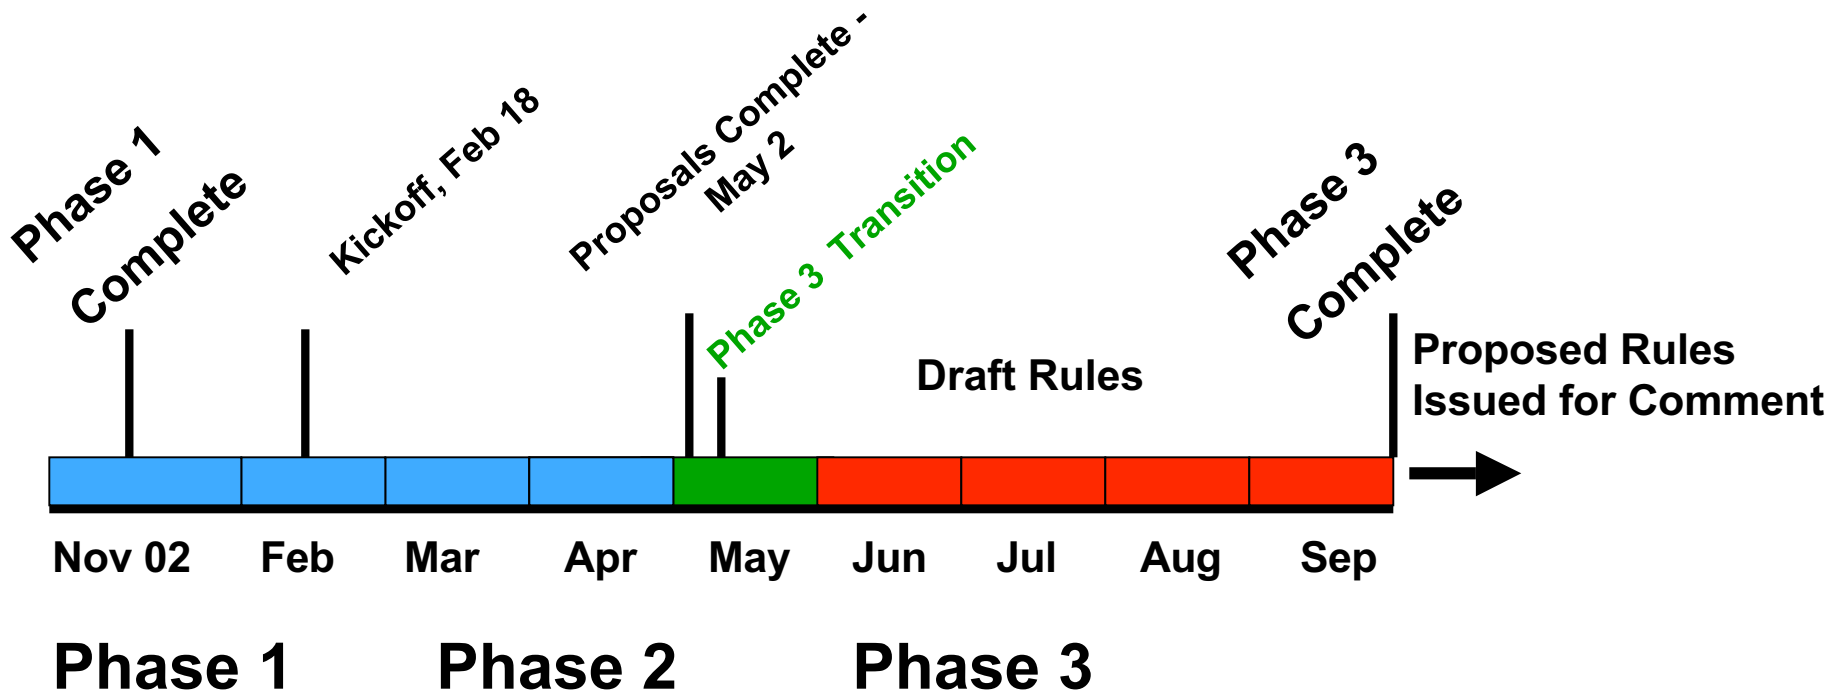 Phase 1
Complete
Kickoff, Feb 18
Proposals Complete -
May 2
Phase 3 Transition
Phase 3
Complete
Draft Rules
Proposed Rules
Issued for Comment
Nov 02
Feb
Mar
Apr
May
Jun
Jul
Aug
Sep
Phase 1
Phase 2
Phase 3